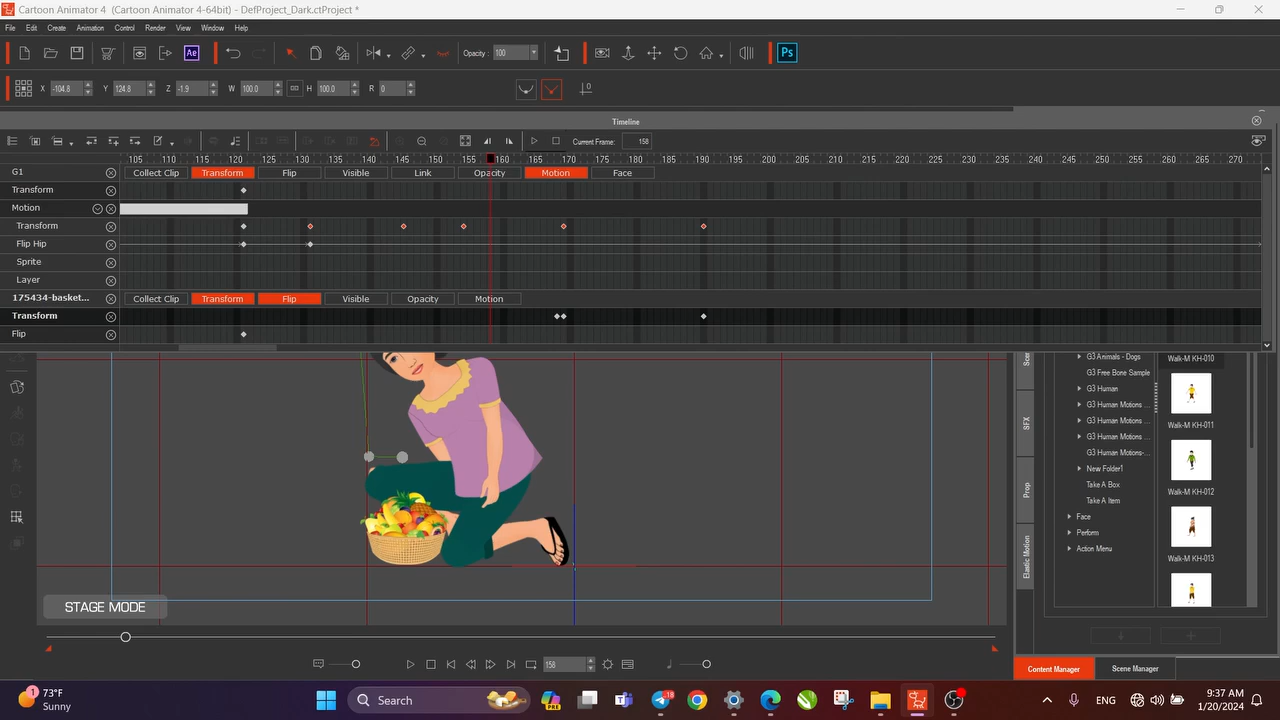 Cartoon Animator 4 (Cartoon Animator 4-64bit) - DefProject_Dark.ctProject *
File Edit Create Animation Control Render View Window Help
Ae Opacity : 100 Ps
X -104.8 Y 124.8 Z -1.9 W 100.0 H 100.0 R 0
Timeline
Current Frame: 158
105 110 115 120 125 130 135 140 145 150 155 160 165 170 175 180 185 190 195 200 205 210 215 220 225 230 235 240 245 250 255 260 265 270
G1 Collect Clip Transform Flip Visible Link Opacity Motion Face
Transform
Motion
Transform
Flip Hip
Sprite
Layer
175434-basket... Collect Clip Transform Flip Visible Opacity Motion
Transform
Flip
G3 Animals - Dogs
G3 Free Bone Sample
G3 Human
G3 Human Motions ...
G3 Human Motions ...
G3 Human Motions ...
G3 Human Motions-...
New Folder1
Take A Box
Take A Item
Face
Perform
Action Menu
Walk-M KH-010
Walk-M KH-011
Walk-M KH-012
Walk-M KH-013
SFX
Prop
Elastic Motion
STAGE MODE
158
Content Manager Scene Manager
1 73°F
Sunny
Search
PRE
ENG
9:37 AM
1/20/2024